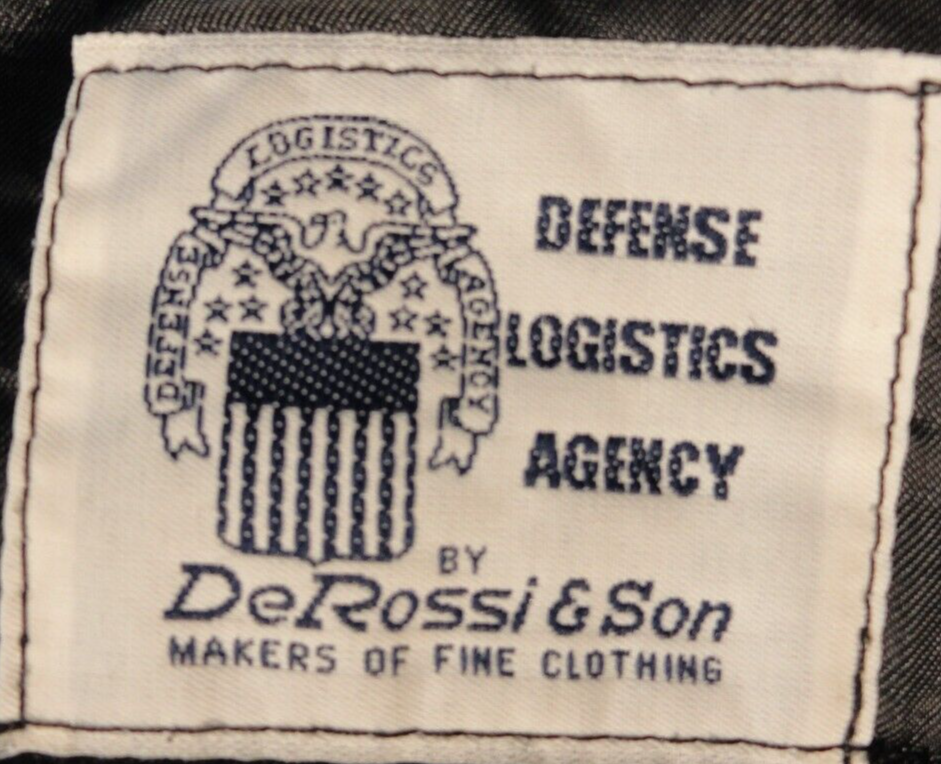 LOGISTICS
DEFENSE
AGENCY
DEFENSE
LOGISTICS
AGENCY
BY
DeRossi & Son
MAKERS OF FINE CLOTHING